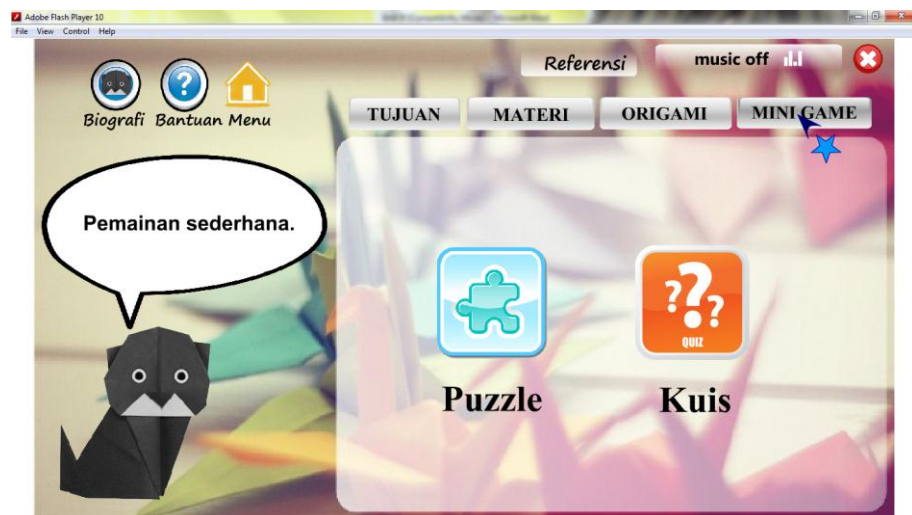 Adobe Flash Player 10
File View Control Help
Referensi
music off
Biografi Bantuan Menu
TUJUAN MATERI ORIGAMI MINI GAME
Pemainan sederhana.
???
QUIZ
Puzzle Kuis